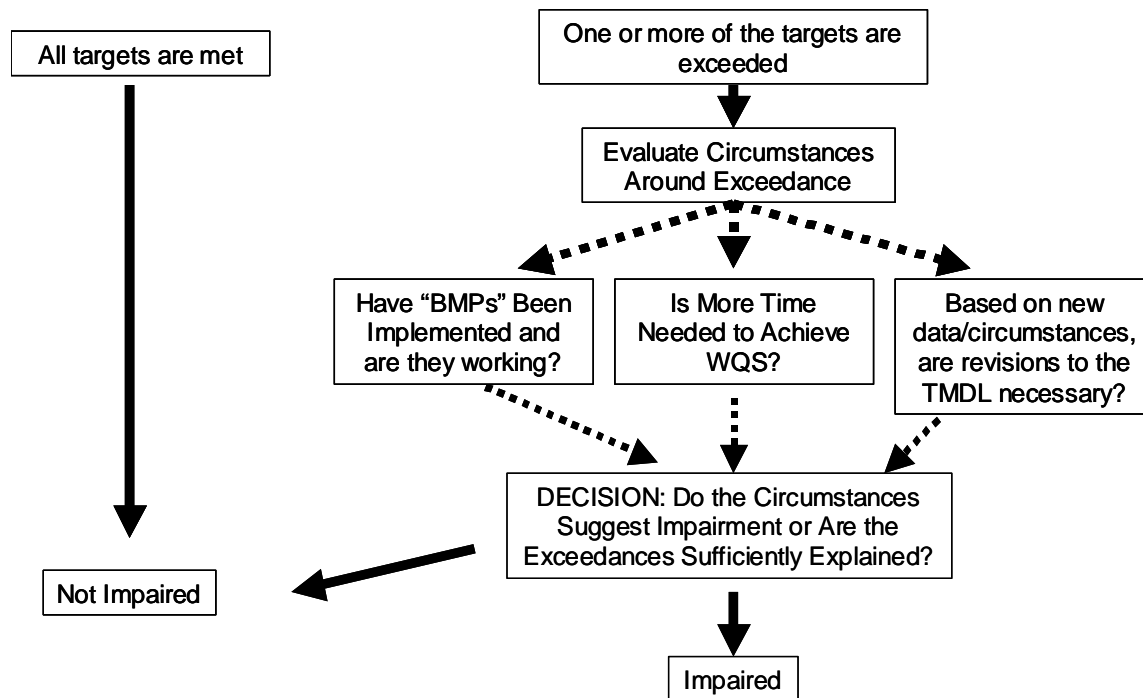 All targets are met
One or more of the targets are
exceeded
Evaluate Circumstances
Around Exceedance
Have “BMPs” Been
Implemented and
are they working?
Is More Time
Needed to Achieve
WQS?
Based on new
data/circumstances,
are revisions to the
TMDL necessary?
DECISION: Do the Circumstances
Suggest Impairment or Are the
Exceedances Sufficiently Explained?
Not Impaired
Impaired